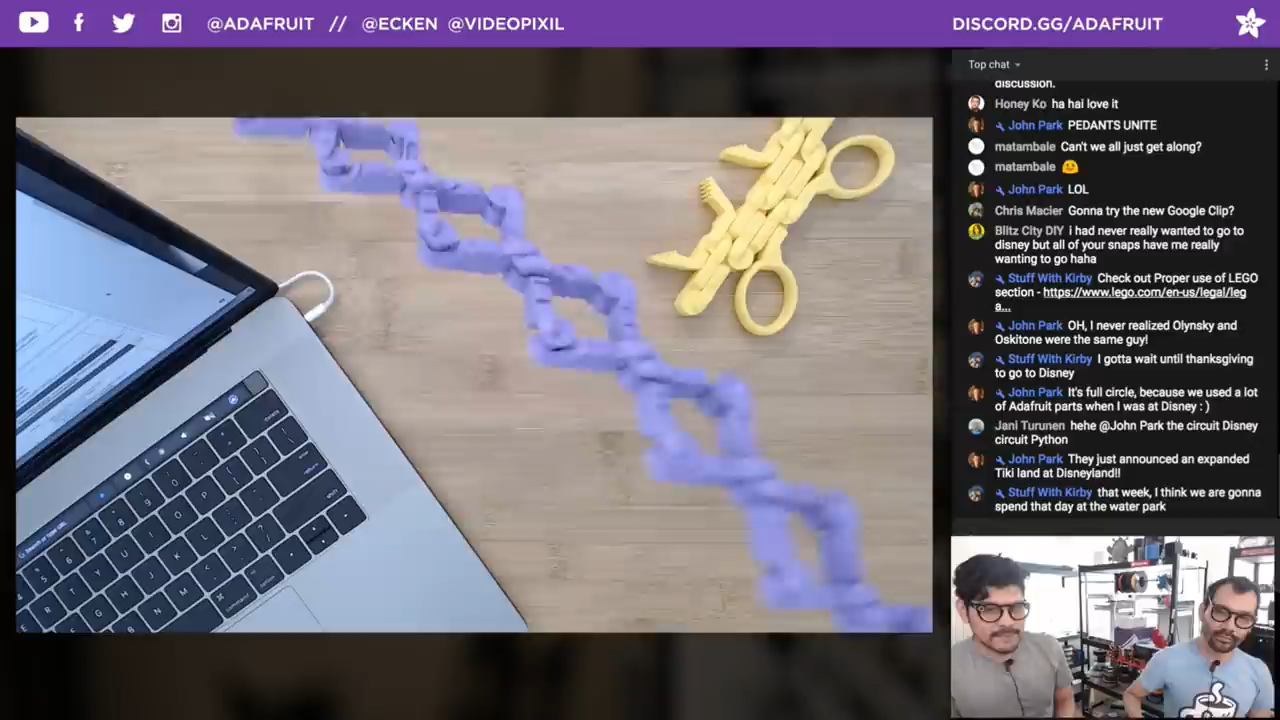 @ADAFRUIT // @ECKEN @VIDEOPIXIL
DISCORD.GG/ADAFRUIT
Top chat
discussion.
Honey Ko ha hai love it
John Park PEDANTS UNITE
matambale Can't we all just get along?
matambale
John Park LOL
Chris Macier Gonna try the new Google Clip?
Blitz City DIY i had never really wanted to go to
disney but all of your snaps have me really
wanting to go haha
Stuff With Kirby Check out Proper use of LEGO
section - https://www.lego.com/en-us/legal/leg
a...
John Park OH, I never realized Olynsky and
Oskitone were the same guy!
Stuff With Kirby I gotta wait until thanksgiving
to go to Disney
John Park It's full circle, because we used a lot
of Adafruit parts when I was at Disney : )
Jani Turunen hehe @John Park the circuit Disney
circuit Python
John Park They just announced an expanded
Tiki land at Disneyland!!
Stuff With Kirby that week, I think we are gonna
spend that day at the water park